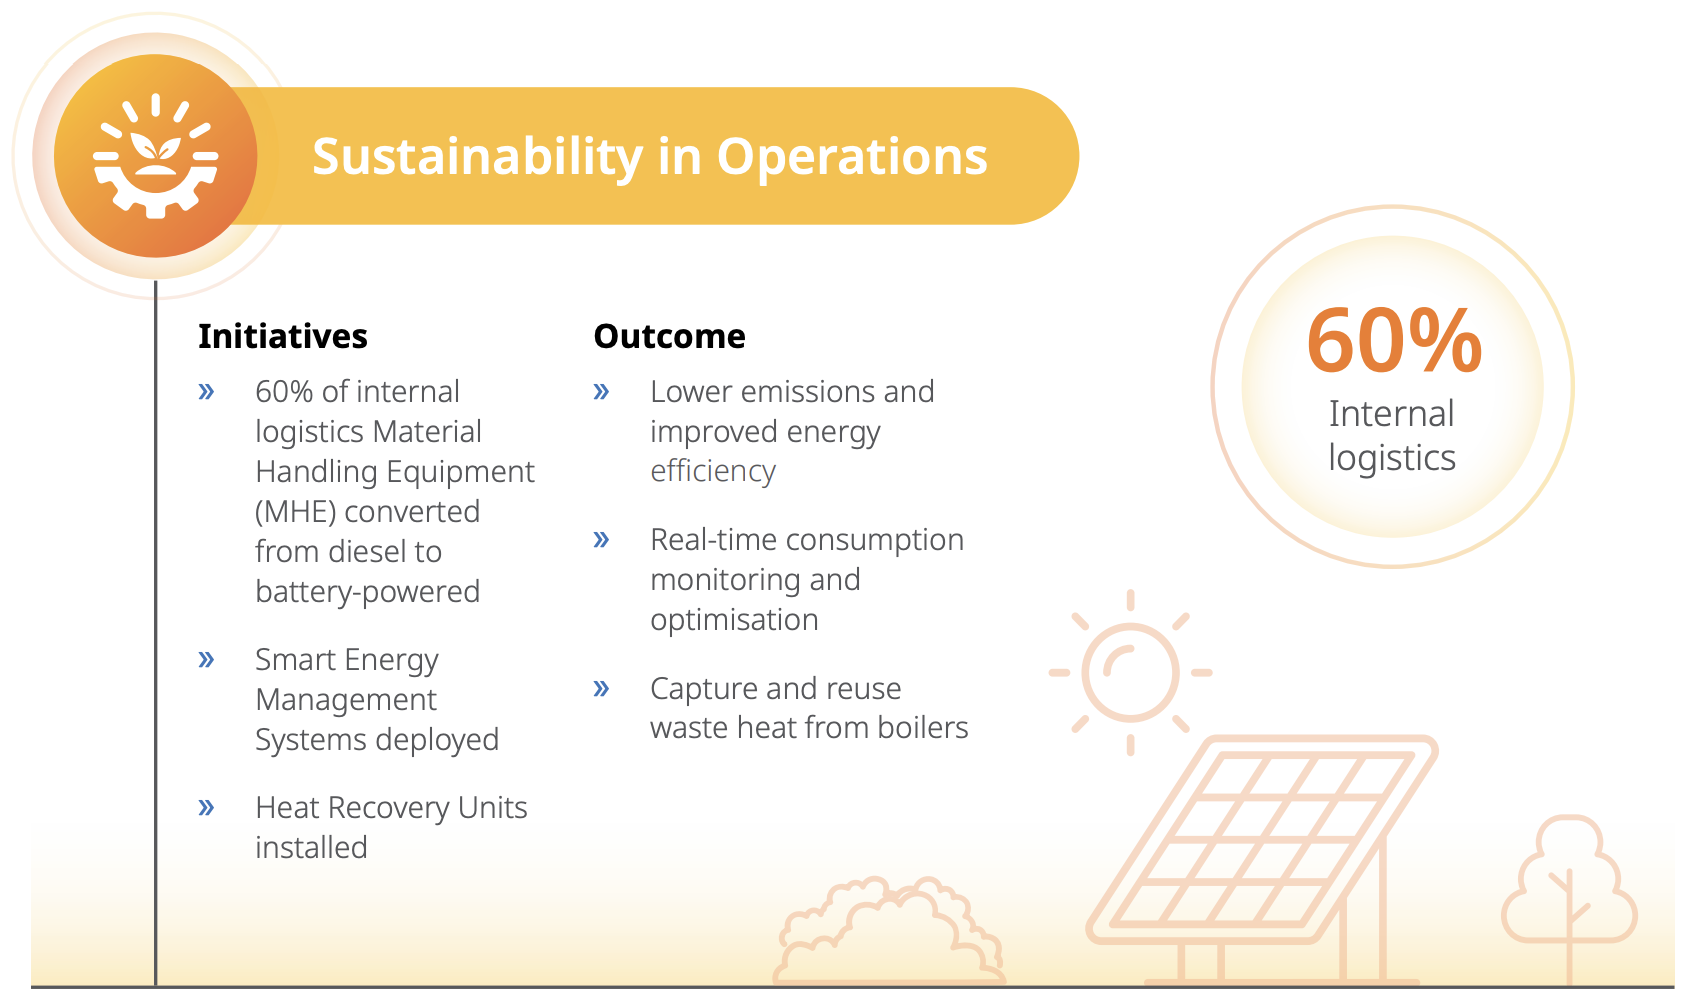 Sustainability in Operations
Initiatives
» 60% of internal
logistics Material
Handling Equipment
(MHE) converted
from diesel to
battery-powered
» Smart Energy
Management
Systems deployed
» Heat Recovery Units
installed
Outcome
» Lower emissions and
improved energy
efficiency
» Real-time consumption
monitoring and
optimisation
» Capture and reuse
waste heat from boilers
60%
Internal
logistics